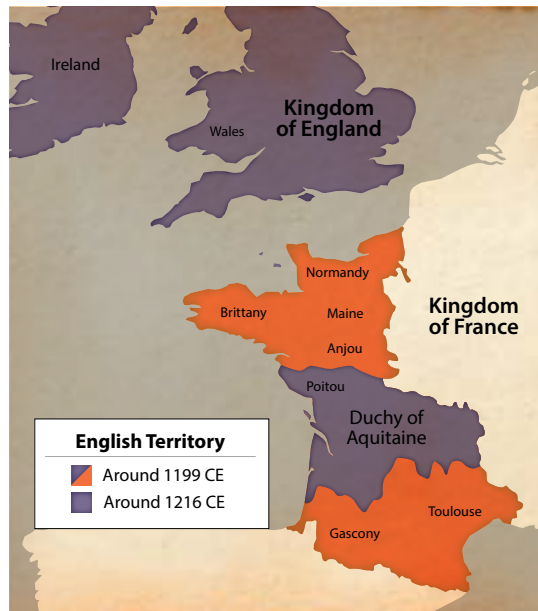 Ireland
Kingdom
of England
Wales
Normandy
Brittany
Maine
Kingdom
of France
Anjou
Poitou
Duchy of
Aquitaine
English Territory
Around 1199 CE
Around 1216 CE
Toulouse
Gascony